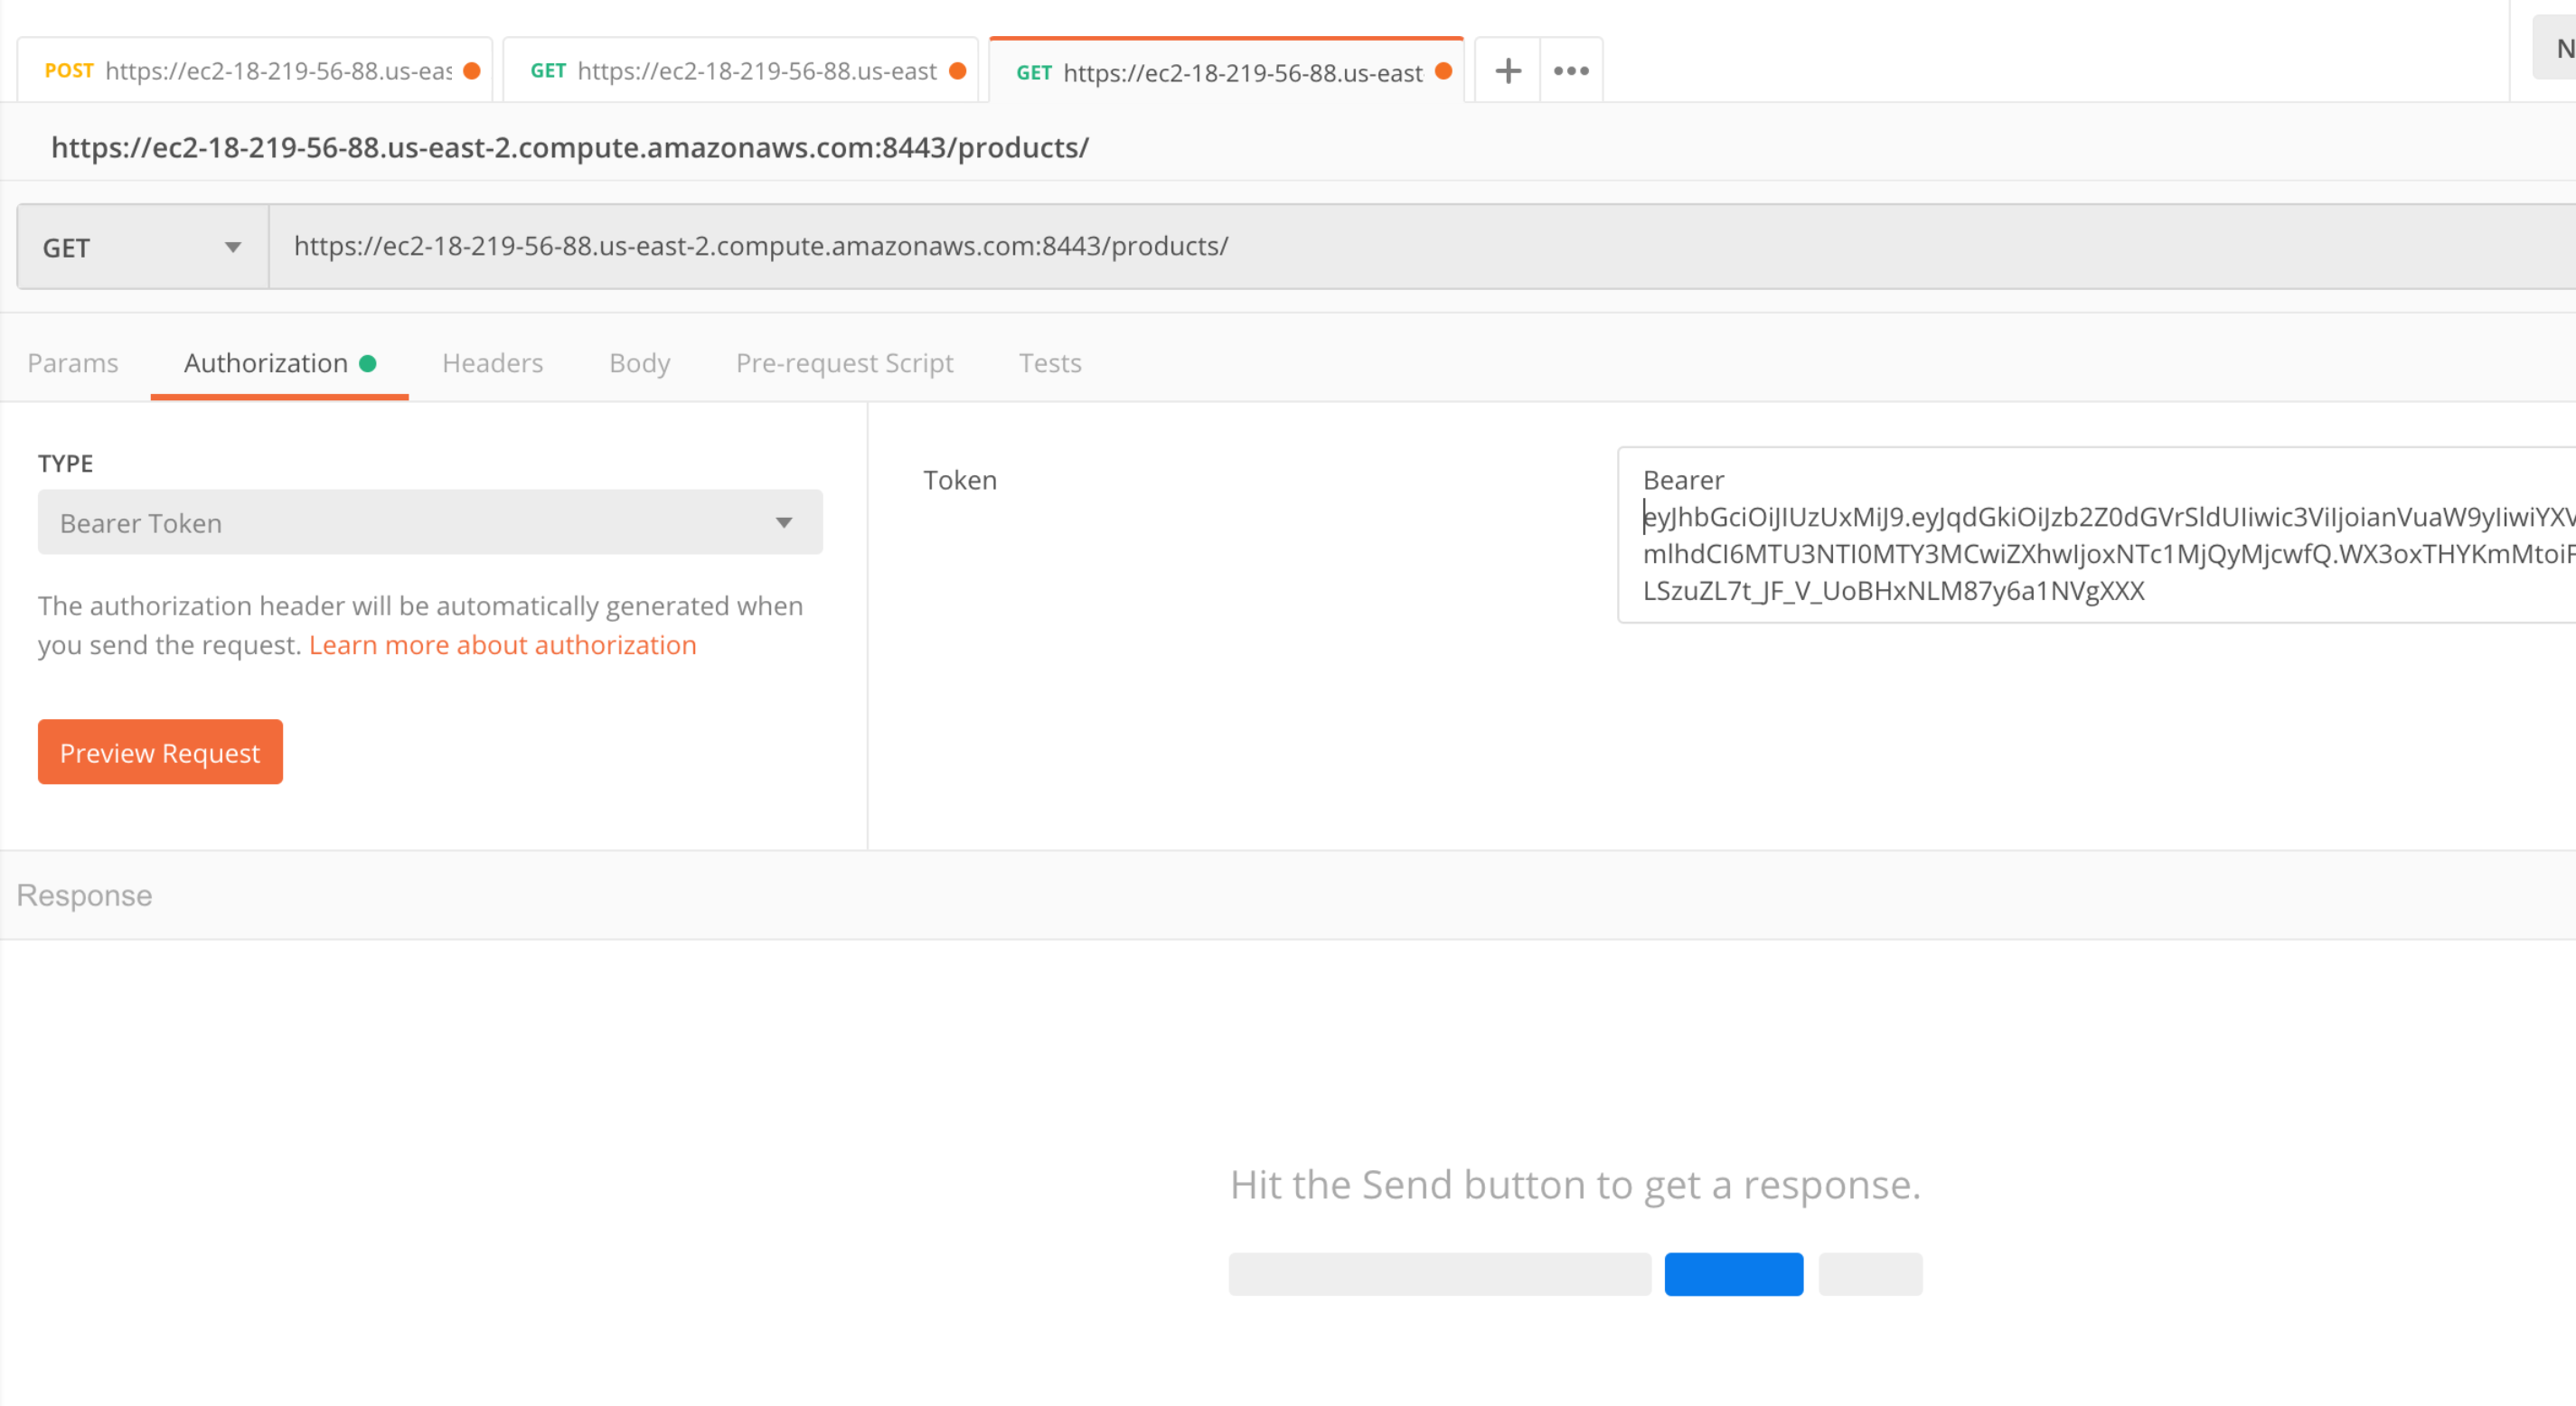 POST https://ec2-18-219-56-88.us-eas GET https://ec2-18-219-56-88.us-east GET https://ec2-18-219-56-88.us-east
https://ec2-18-219-56-88.us-east-2.compute.amazonaws.com:8443/products/
GET https://ec2-18-219-56-88.us-east-2.compute.amazonaws.com:8443/products/
Params Authorization Headers Body Pre-request Script Tests
TYPE
Bearer Token
The authorization header will be automatically generated when
you send the request. Learn more about authorization
Preview Request
Token
Bearer
eyJhbGciOiJIUzUxMiJ9.eyJqdGkiOiJzb2Z0dGVrSldUIiwic3ViIjoianVuaW9yIiwiYXV
mlhdCI6MTU3NTI0MTY3MCwiZXhwIjoxNTc1MjQyMjcwfQ.WX3oxTHYKmMtoiF
LSzuZL7t_JF_V_UoBHxNLM87y6a1NVgXXX
Response
Hit the Send button to get a response.